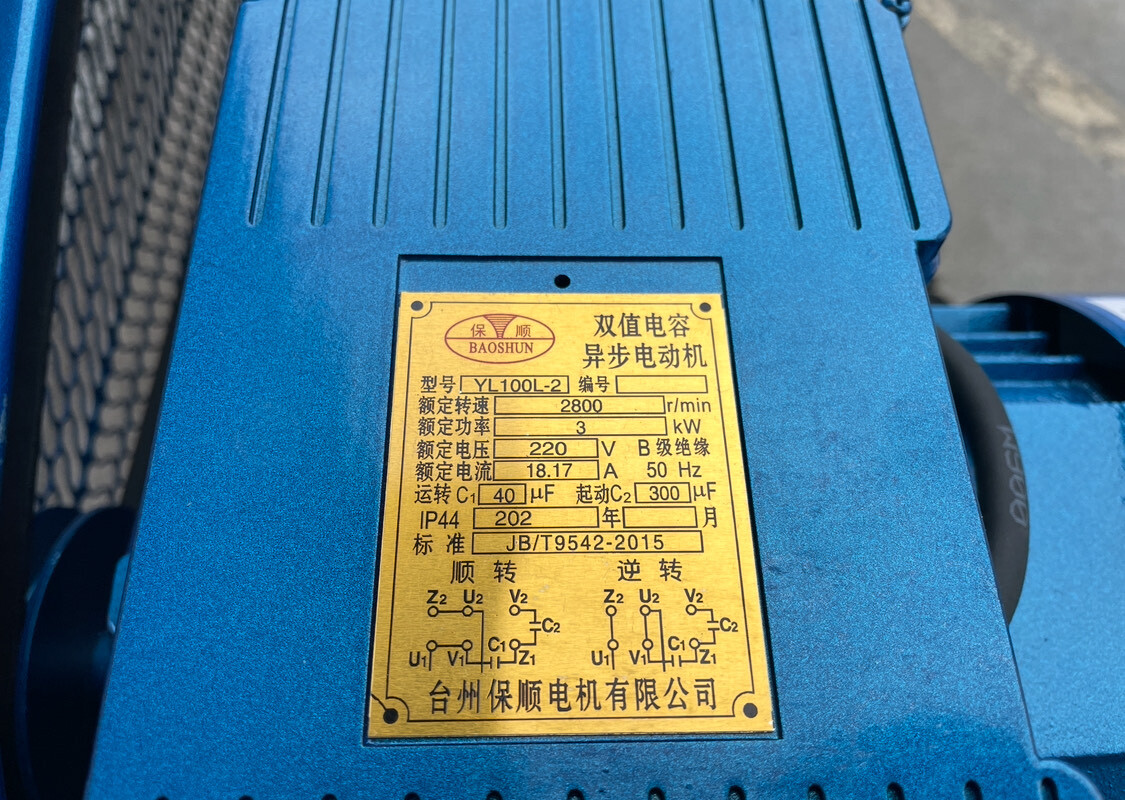 保 顺
BAOSHUN
双值电容
异步电动机
型号 YL100L-2 编号
额定转速 2800 r/min
额定功率 3 kW
额定电压 220 V B级绝缘
额定电流 18.17 A 50 Hz
运转C1 40 μF 起动C2 300 μF
IP44 202 年 月
标准 JB/T9542-2015
顺转 逆转
Z2 U2 V2 Z2 U2 V2
C2 C2
C1 C1
U1 V1 Z1 U1 V1 Z1
台州保顺电机有限公司